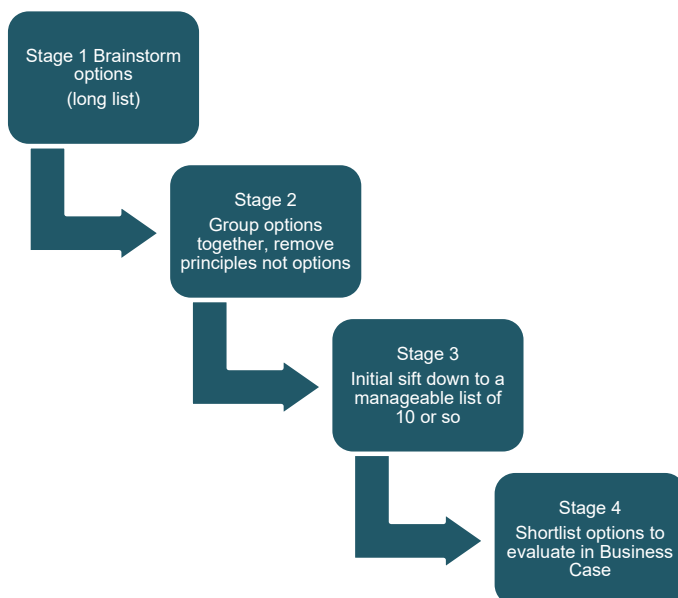 Stage 1 Brainstorm
options
(long list)
Stage 2
Group options
together, remove
principles not options
Stage 3
Initial sift down to a
manageable list of
10 or so
Stage 4
Shortlist options to
evaluate in Business
Case